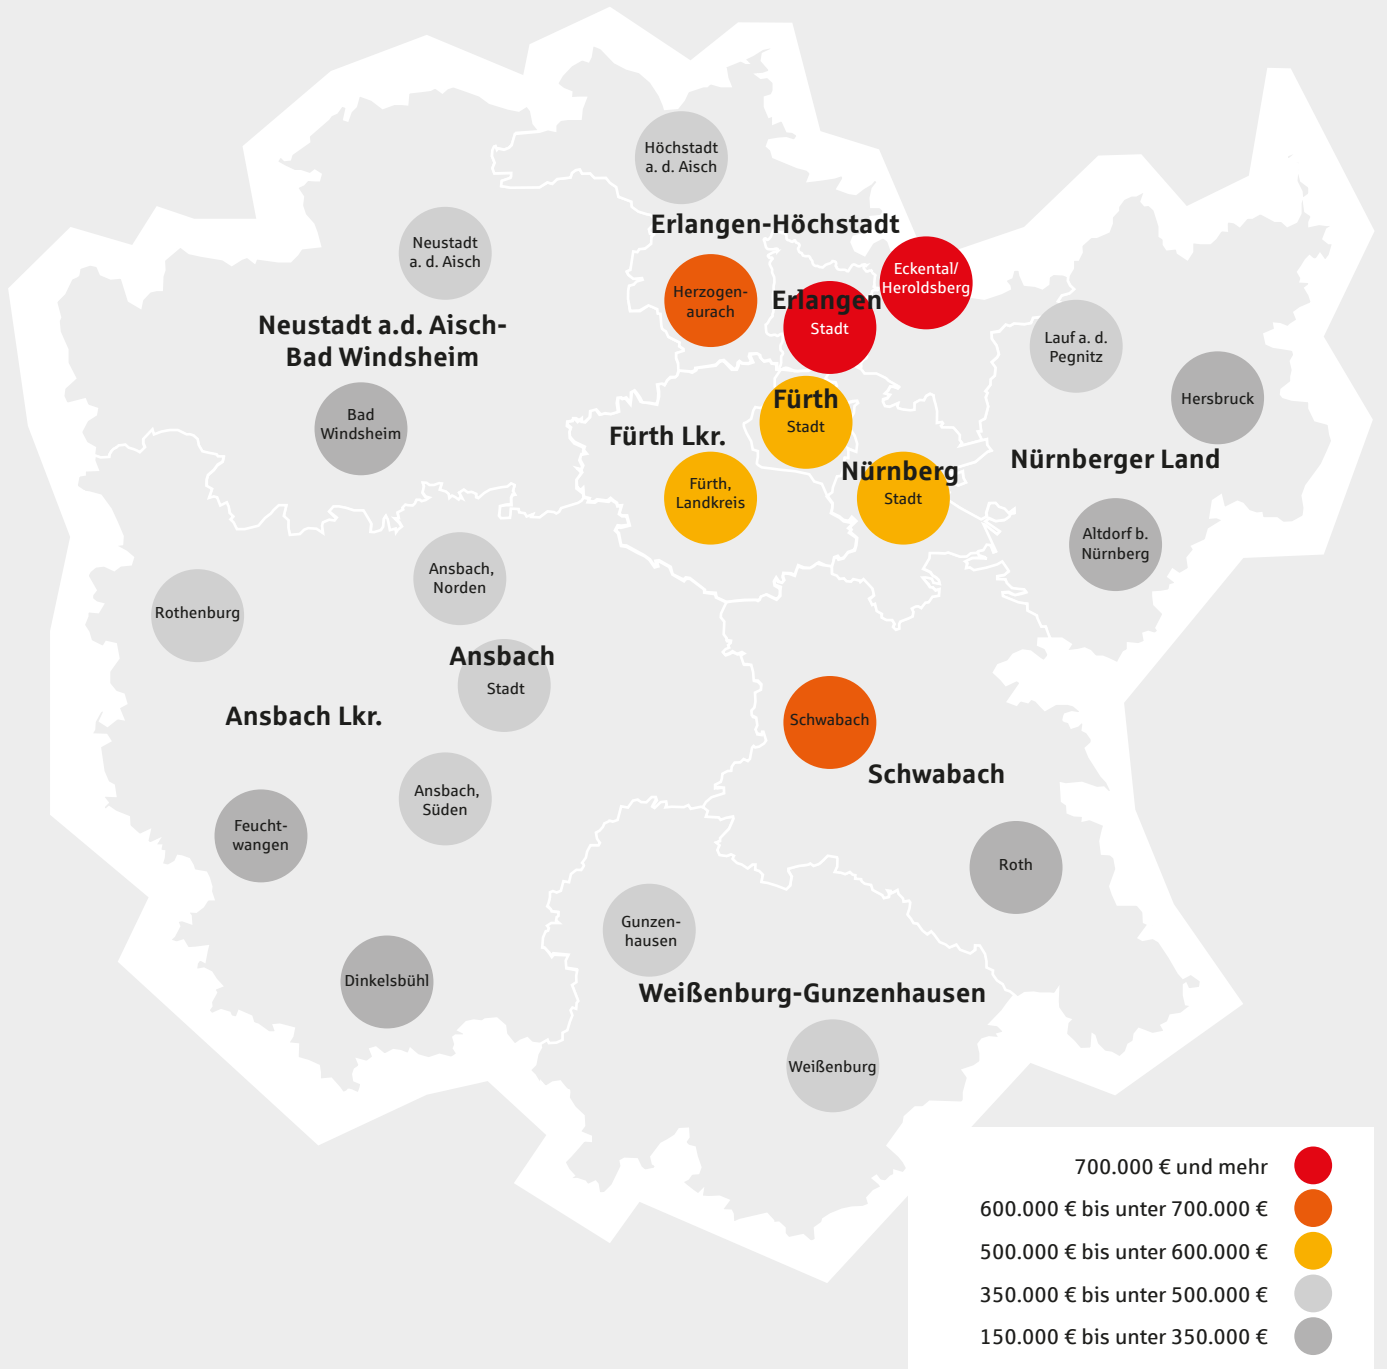 Höchstadt
a. d. Aisch
Erlangen-Höchstadt
Neustadt
a. d. Aisch
Eckental/
Heroldsberg
Herzogen-
aurach
Erlangen
Stadt
Neustadt a.d. Aisch-
Bad Windsheim
Lauf a. d.
Pegnitz
Hersbruck
Bad
Windsheim
Fürth
Stadt
Fürth Lkr.
Fürth,
Landkreis
Nürnberg
Stadt
Nürnberger Land
Altdorf b.
Nürnberg
Ansbach,
Norden
Rothenburg
Ansbach
Stadt
Ansbach Lkr.
Schwabach
Schwabach
Ansbach,
Süden
Feucht-
wangen
Roth
Gunzen-
hausen
Dinkelsbühl
Weißenburg-Gunzenhausen
Weißenburg
700.000 € und mehr
600.000 € bis unter 700.000 €
500.000 € bis unter 600.000 €
350.000 € bis unter 500.000 €
150.000 € bis unter 350.000 €